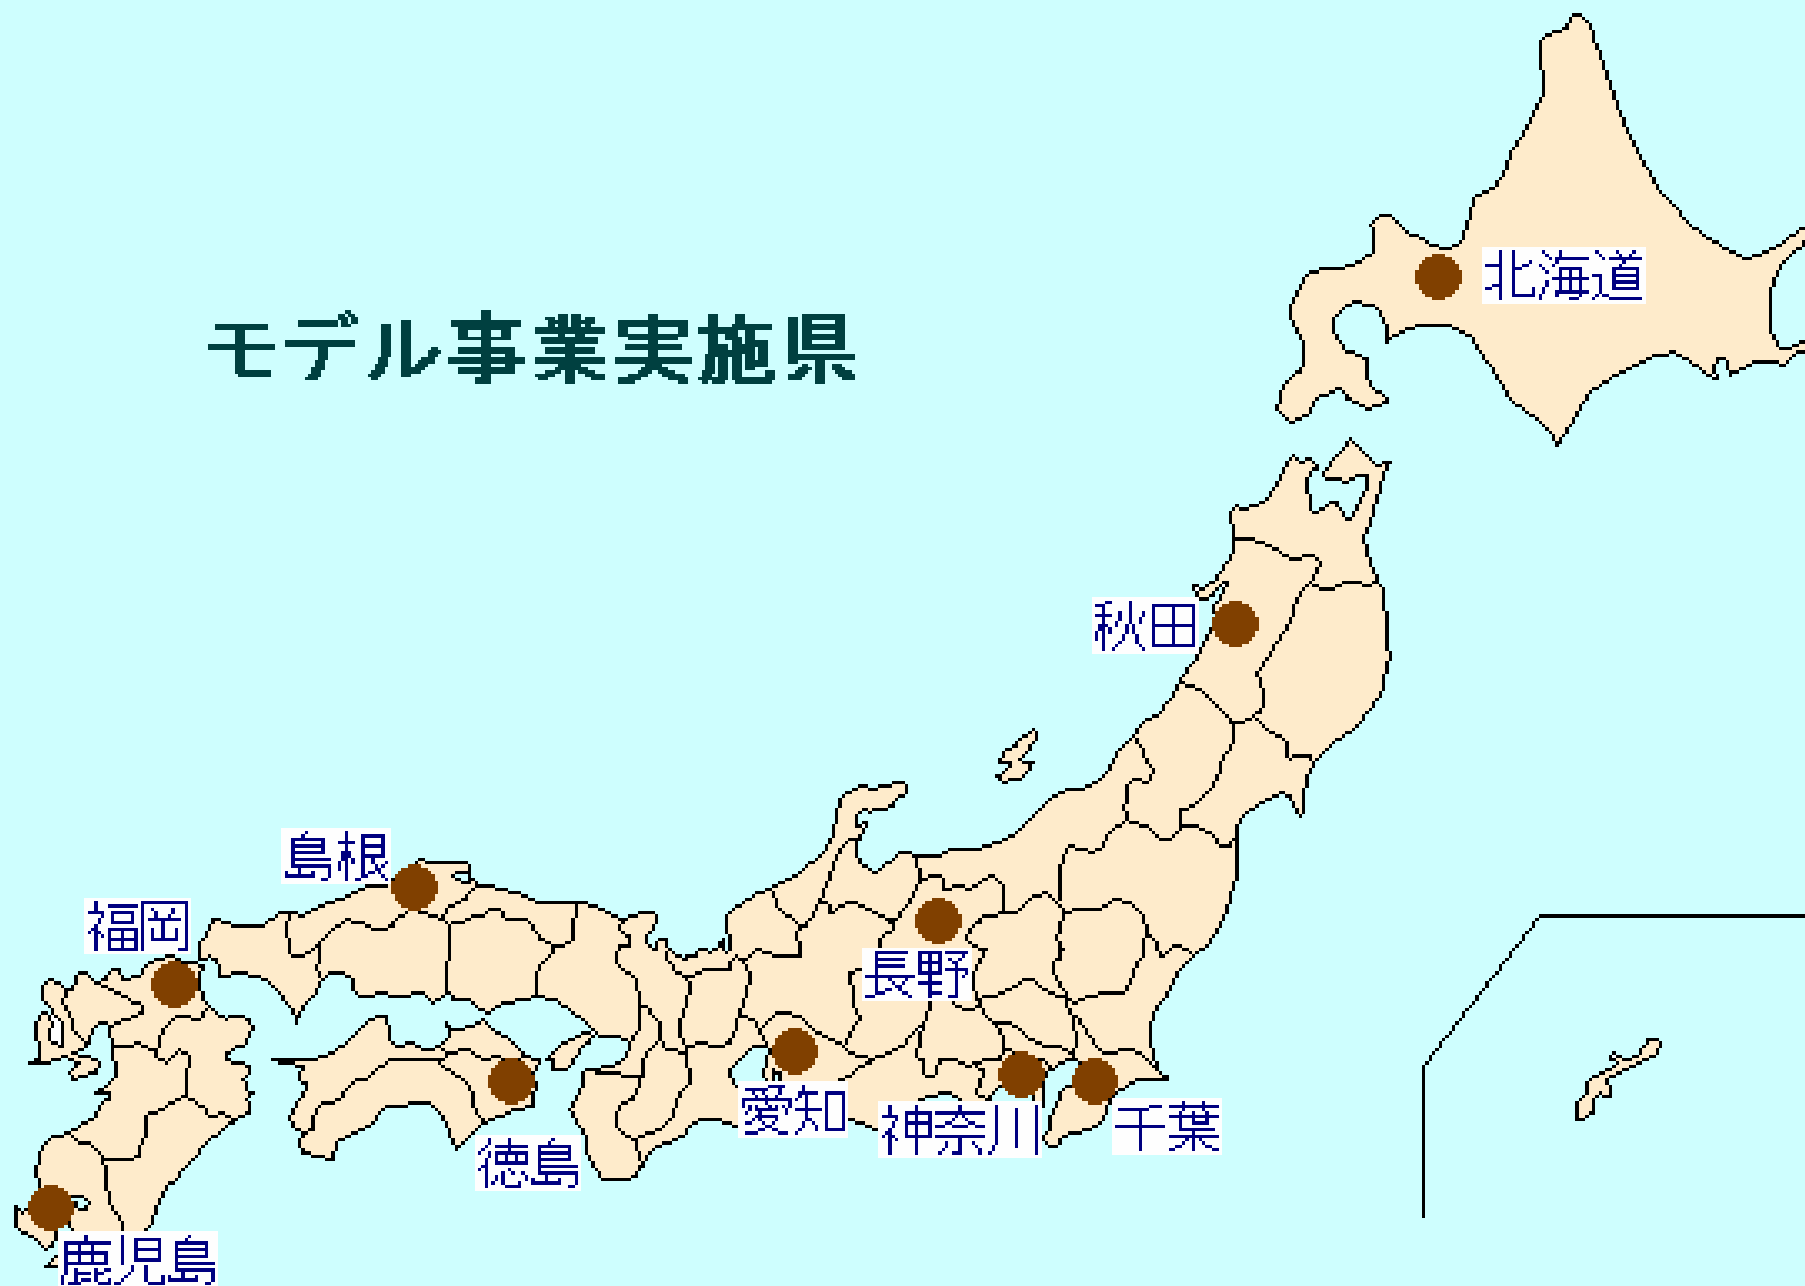 北海道
モデル事業実施県
秋田
島根
福岡
長野
愛知
神奈川
千葉
徳島
鹿児島